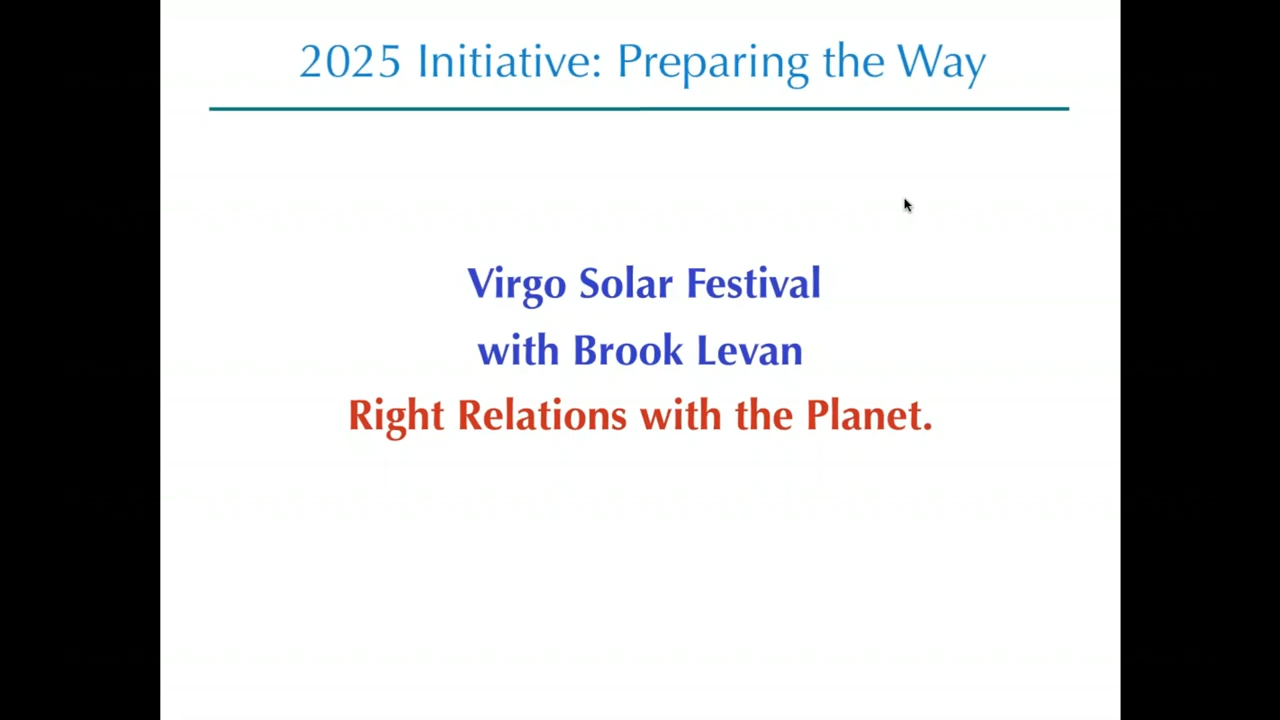 2025 Initiative: Preparing the Way
Virgo Solar Festival
with Brook Levan
Right Relations with the Planet.